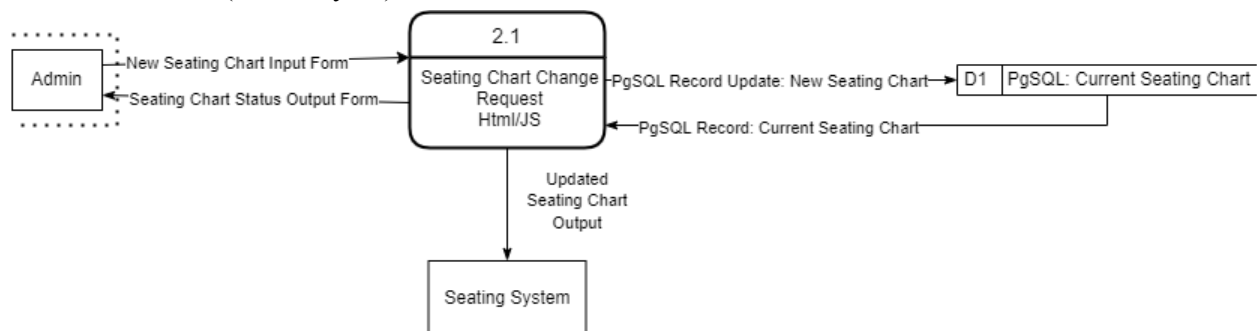 2.1
Admin
New Seating Chart Input Form
Seating Chart Status Output Form
Seating Chart Change
Request
Html/JS
PgSQL Record Update: New Seating Chart
D1
PgSQL: Current Seating Chart
PgSQL Record: Current Seating Chart
Updated
Seating Chart
Output
Seating System